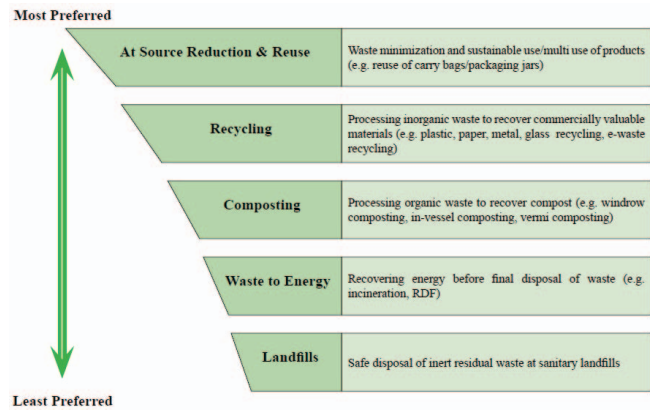 Most Preferred
At Source Reduction & Reuse
Waste minimization and sustainable use/multi use of products
(e.g. reuse of carry bags/packaging jars)
Recycling
Processing inorganic waste to recover commercially valuable
materials (e.g. plastic, paper, metal, glass recycling, e-waste
recycling)
Composting
Processing organic waste to recover compost (e.g. windrow
composting, in-vessel composting, vermi composting)
Waste to Energy
Recovering energy before final disposal of waste (e.g.
incineration, RDF)
Landfills
Safe disposal of inert residual waste at sanitary landfills
Least Preferred